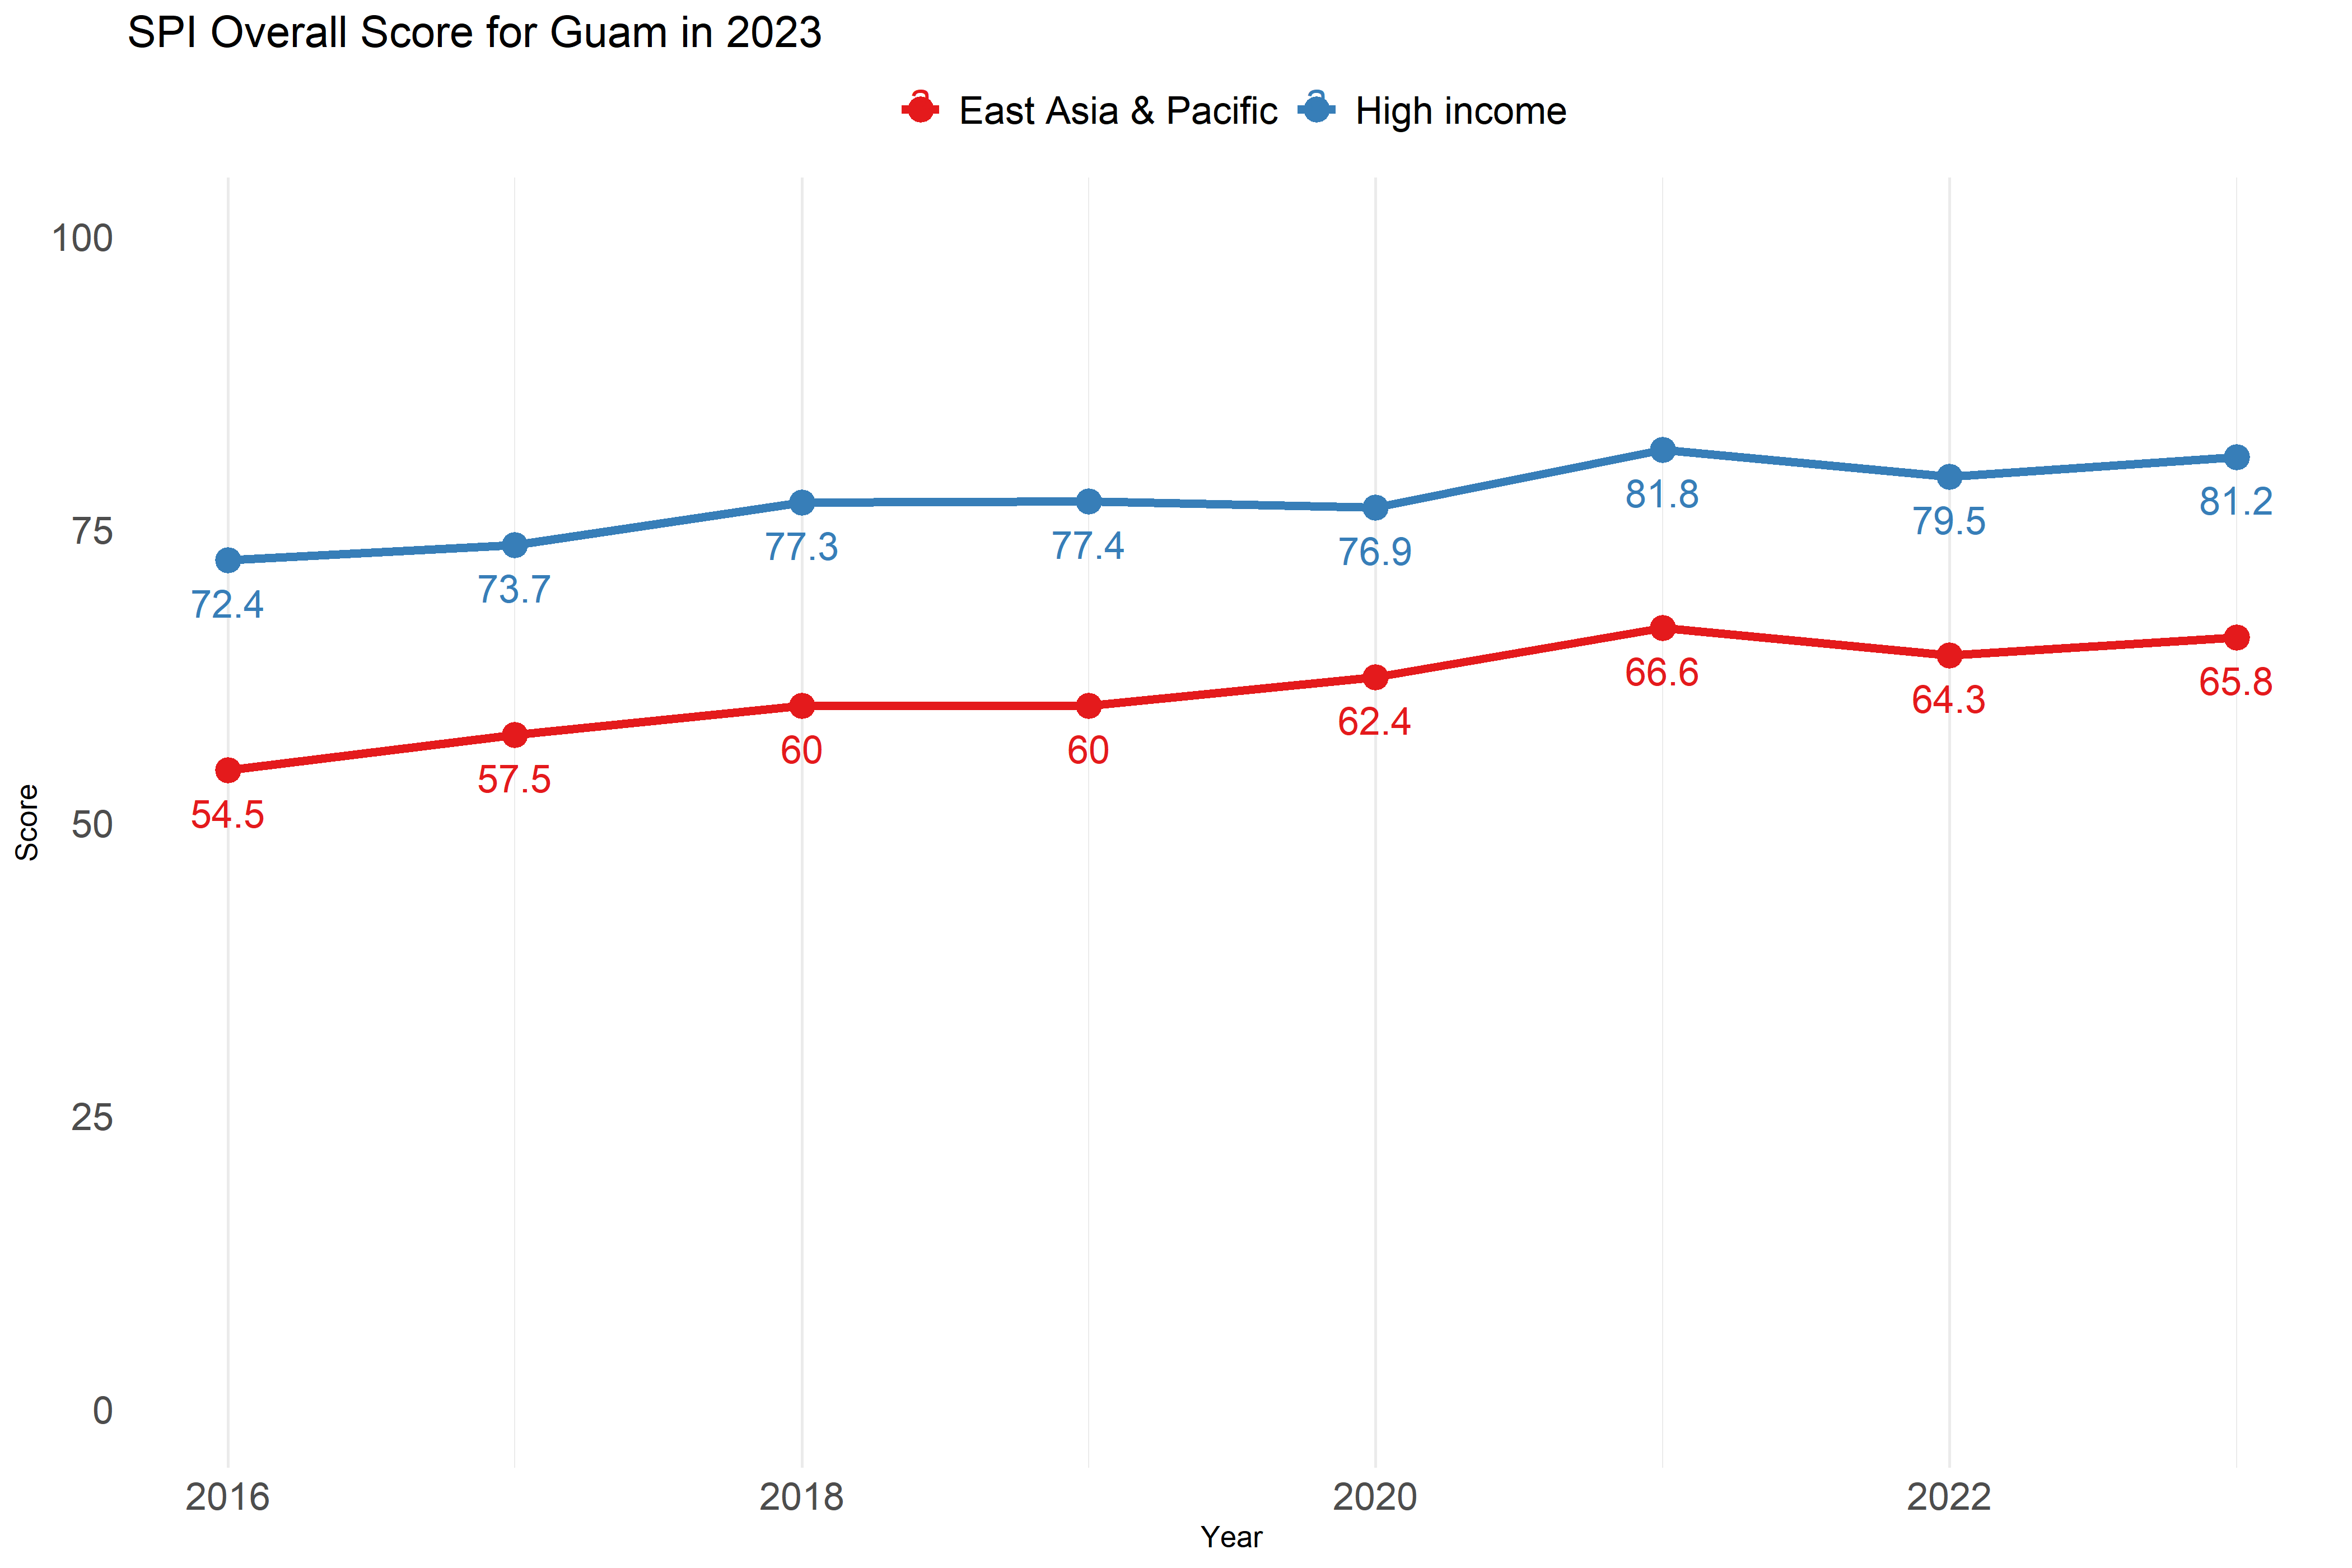 SPI Overall Score for Guam in 2023
East Asia & Pacific High income
100
75
50
25
0
Score
72.4 73.7 77.3 77.4 76.9 81.8 79.5 81.2
54.5 57.5 60 60 62.4 66.6 64.3 65.8
2016 2018 2020 2022
Year